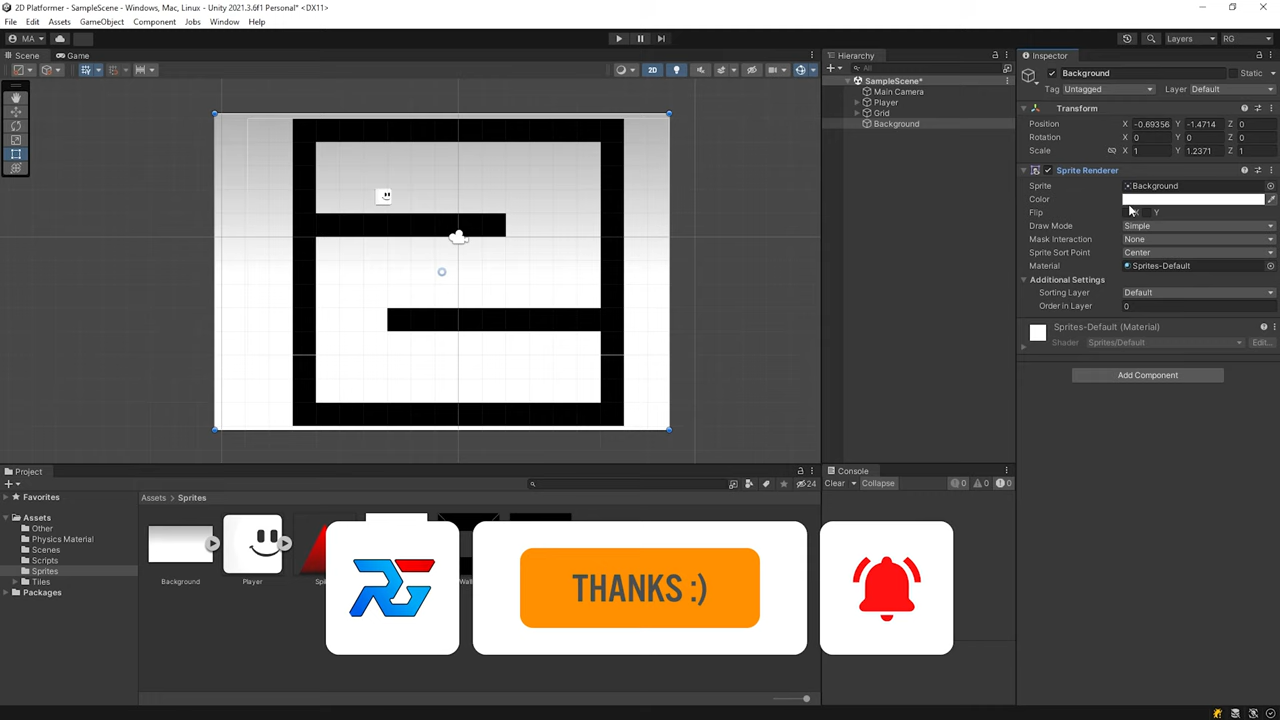 2D Platformer - SampleScene - Windows, Mac, Linux - Unity 2021.3.6f1 Personal* <DX11>
File Edit Assets GameObject Component Jobs Window Help
MA Layers RG
Scene Game
2D
Hierarchy
All
SampleScene*
Main Camera
Player
Grid
Background
Inspector
Background Static
Tag Untagged Layer Default
Transform
Position X -0.69356 Y -1.4714 Z 0
Rotation X 0 Y 0 Z 0
Scale X 1 Y 1.2371 Z 1
Sprite Renderer
Sprite Background
Color
Flip X Y
Draw Mode Simple
Mask Interaction None
Sprite Sort Point Center
Material Sprites-Default
Additional Settings
Sorting Layer Default
Order in Layer 0
Sprites-Default (Material)
Shader Sprites/Default Edit...
Add Component
Project
24
Favorites
Assets
Other
Physics Material
Scenes
Scripts
Sprites
Tiles
Packages
Assets > Sprites
Background Player
Console
Clear Collapse 0 0 0
RG
THANKS :)